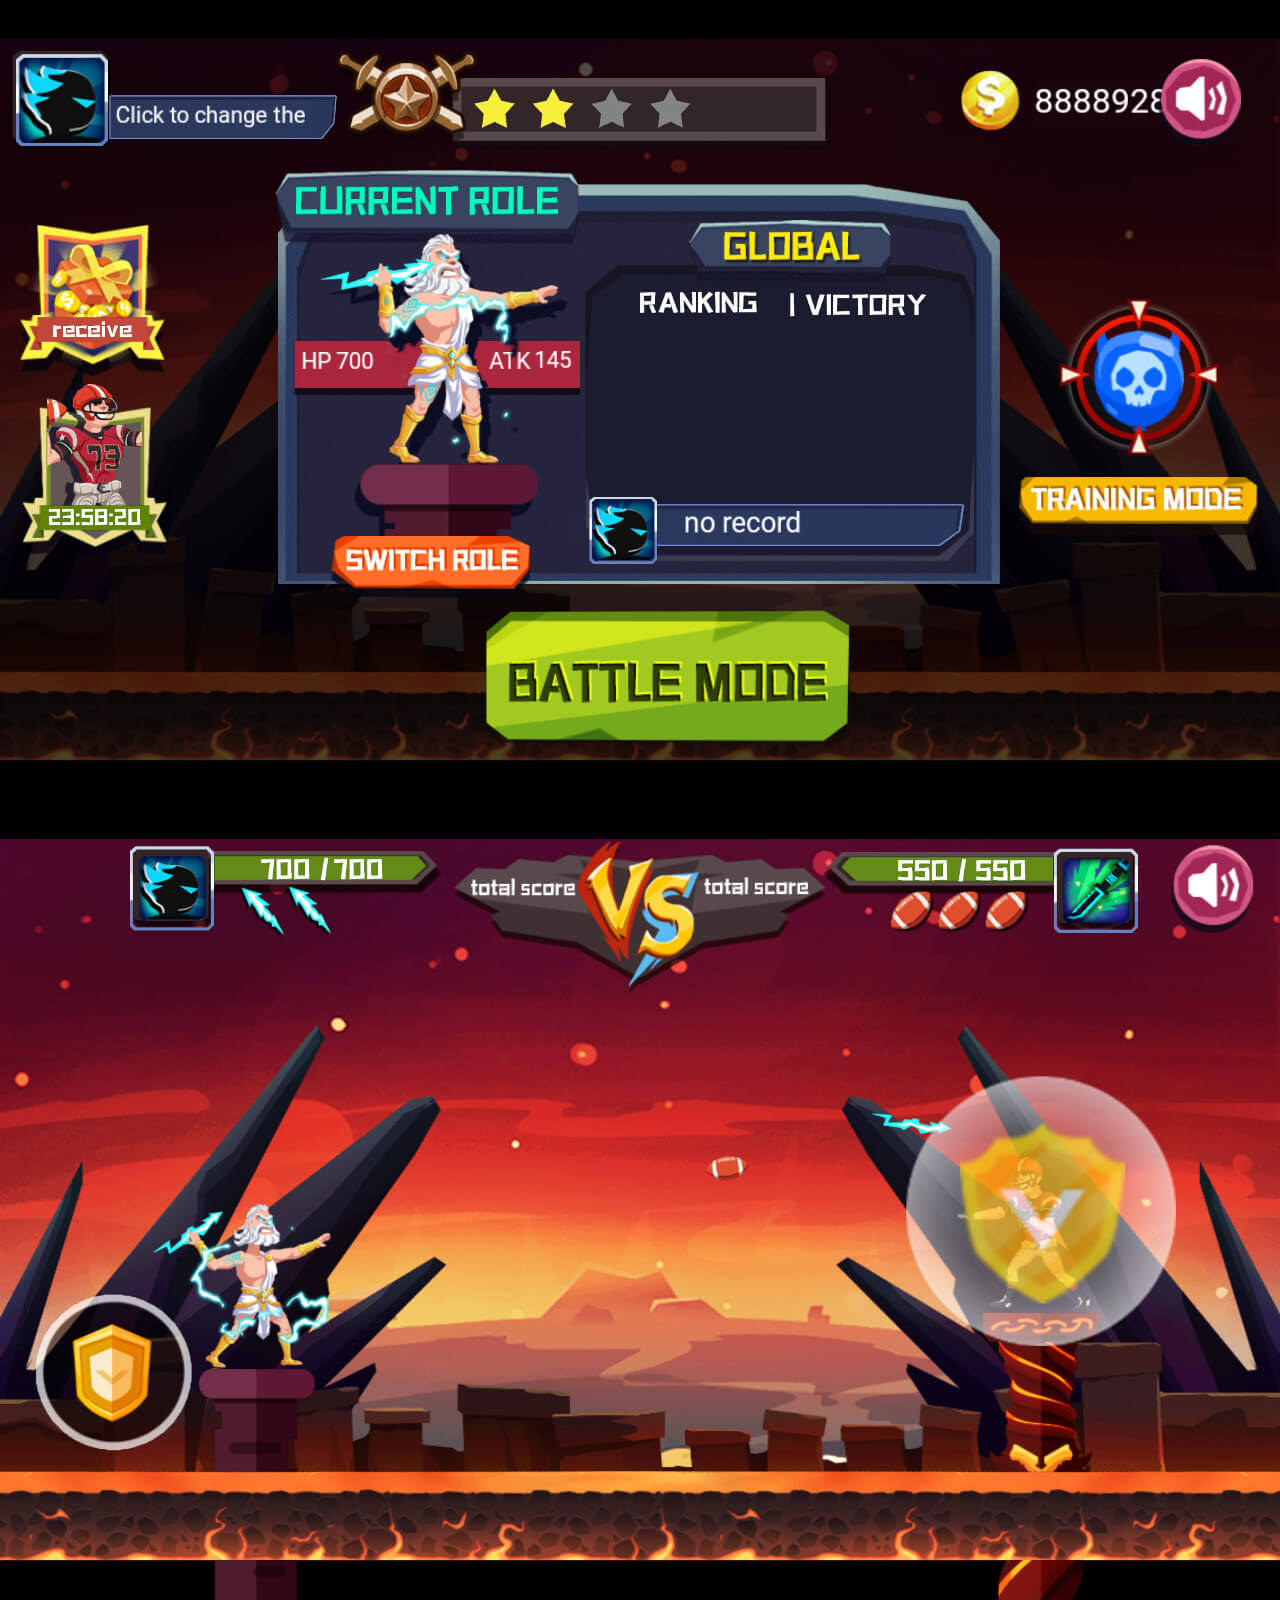 Click to change the
8888928
CURRENT ROLE
GLOBAL
RANKING | VICTORY
receive
HP 700
ATK 145
73
23:58:20
TRAINING MODE
no record
SWITCH ROLE
BATTLE MODE
700 / 700
total score
VS
total score
550 / 550